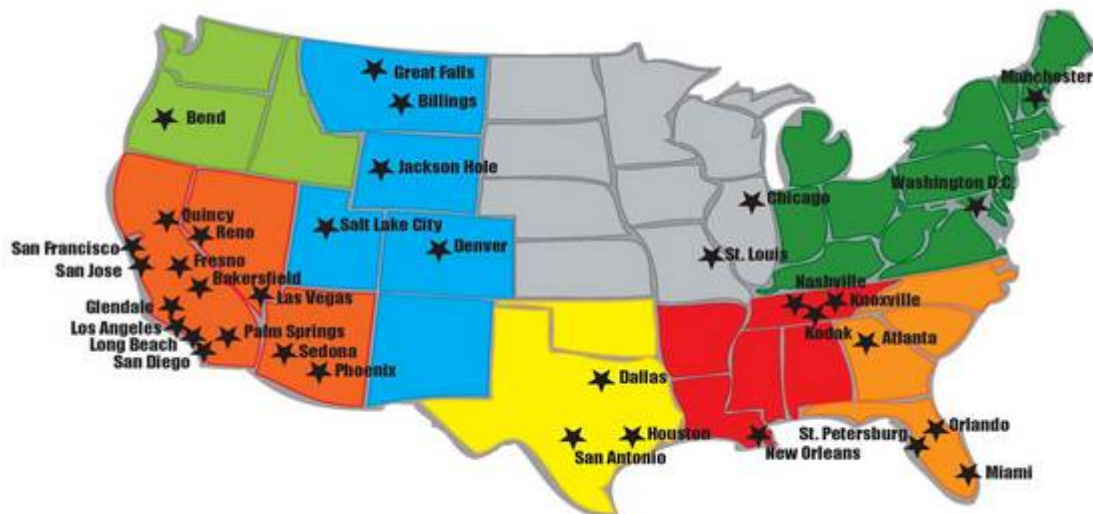 Manchester
Great Falls
Billings
Bend
Jackson Hole
Washington D.C.
Chicago
Quincy
Salt Lake City
Reno
San Francisco
Denver
St. Louis
San Jose
Fresno
Bakersfield
Nashville
Las Vegas
Knoxville
Glendale
Kodak
Los Angeles
Palm Springs
Atlanta
Long Beach
San Diego
Sedona
Phoenix
Dallas
Orlando
Houston
St. Petersburg
San Antonio
New Orleans
Miami